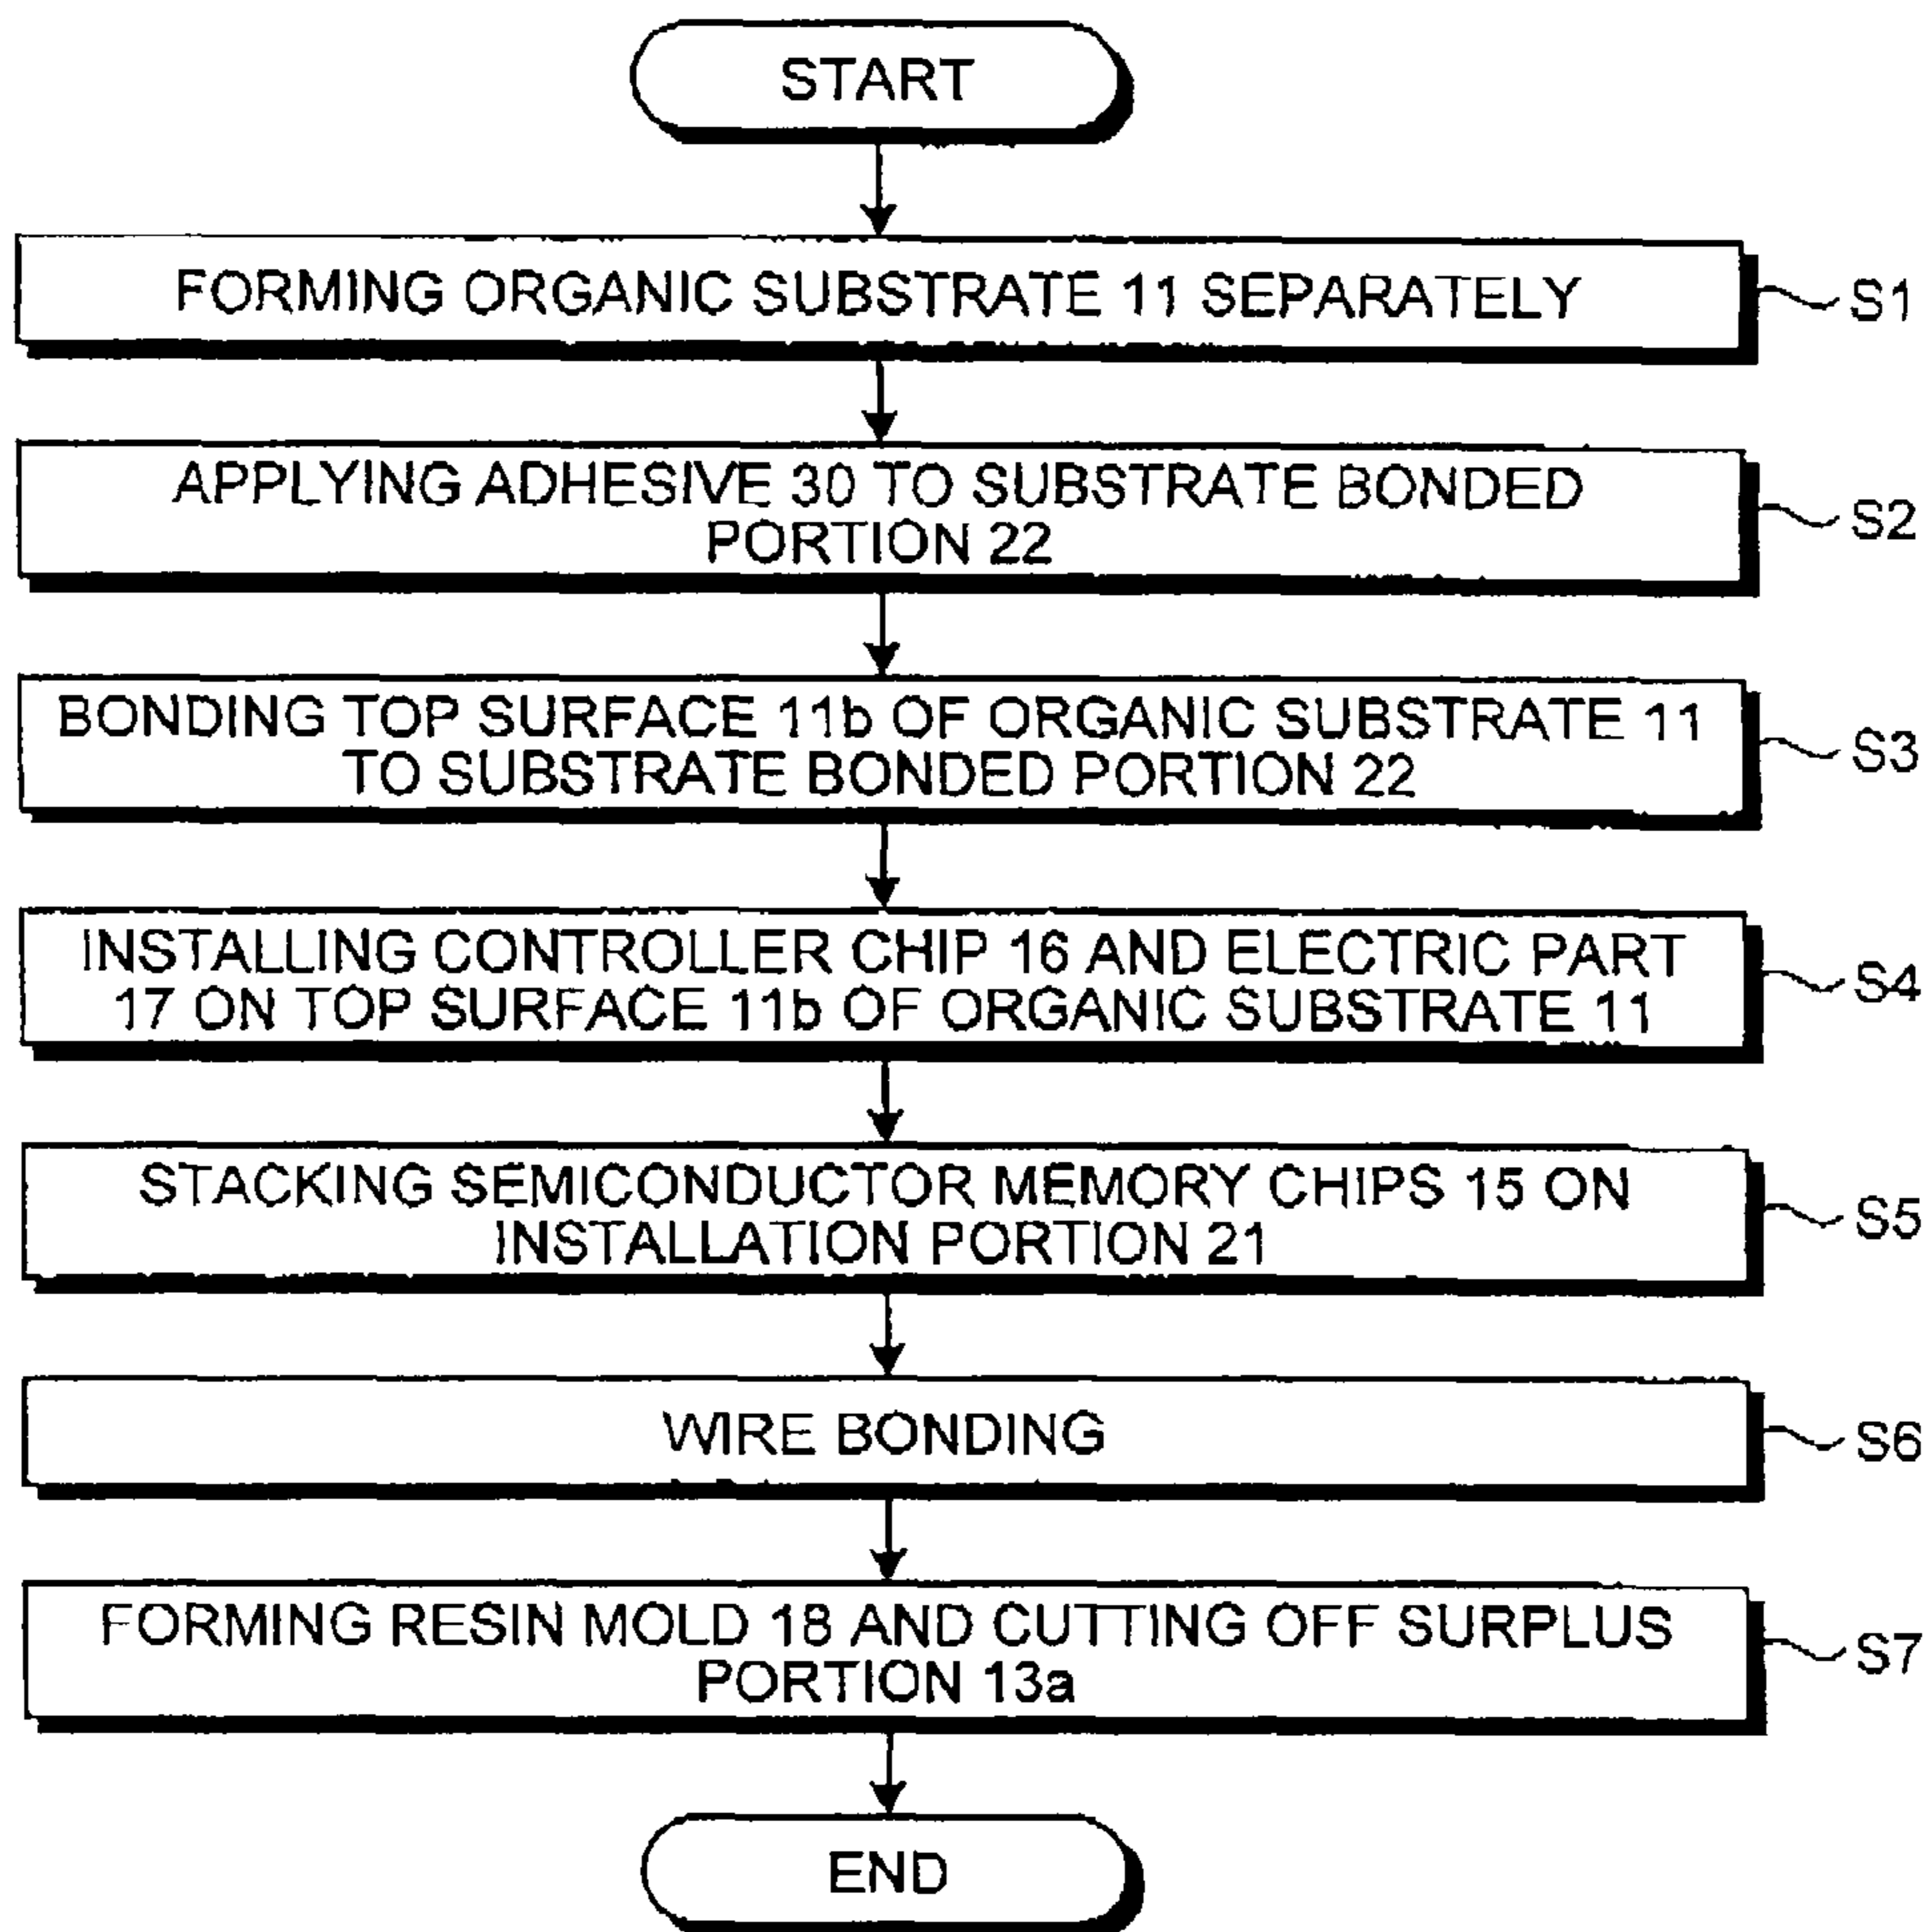 START
FORMING ORGANIC SUBSTRATE 11 SEPARATELY
S1
APPLYING ADHESIVE 30 TO SUBSTRATE BONDED
PORTION 22
S2
BONDING TOP SURFACE 11b OF ORGANIC SUBSTRATE 11
TO SUBSTRATE BONDED PORTION 22
S3
INSTALLING CONTROLLER CHIP 16 AND ELECTRIC PART
17 ON TOP SURFACE 11b OF ORGANIC SUBSTRATE 11
S4
STACKING SEMICONDUCTOR MEMORY CHIPS 15 ON
INSTALLATION PORTION 21
S5
WIRE BONDING
S6
FORMING RESIN MOLD 18 AND CUTTING OFF SURPLUS
PORTION 13a
S7
END